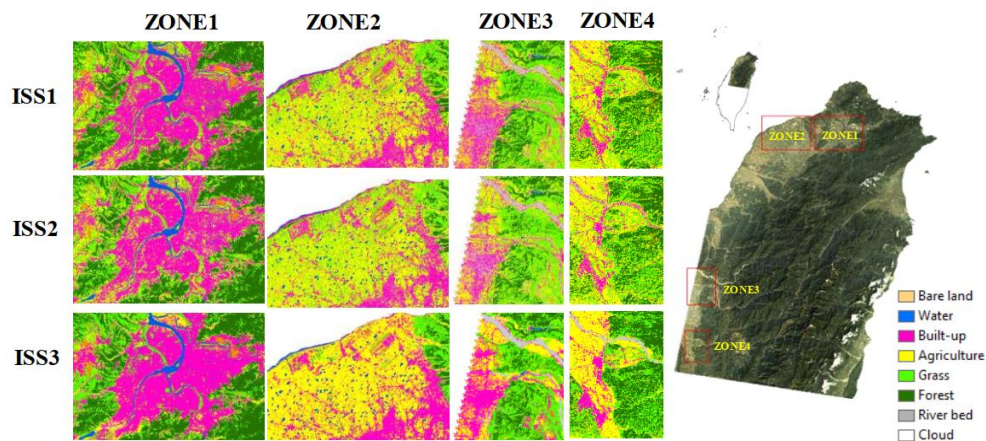 ZONE1 ZONE2 ZONE3 ZONE4
ISS1
ISS2
ISS3
ZONE2 ZONE1
ZONE3
ZONE4
Bare land
Water
Built-up
Agriculture
Grass
Forest
River bed
Cloud